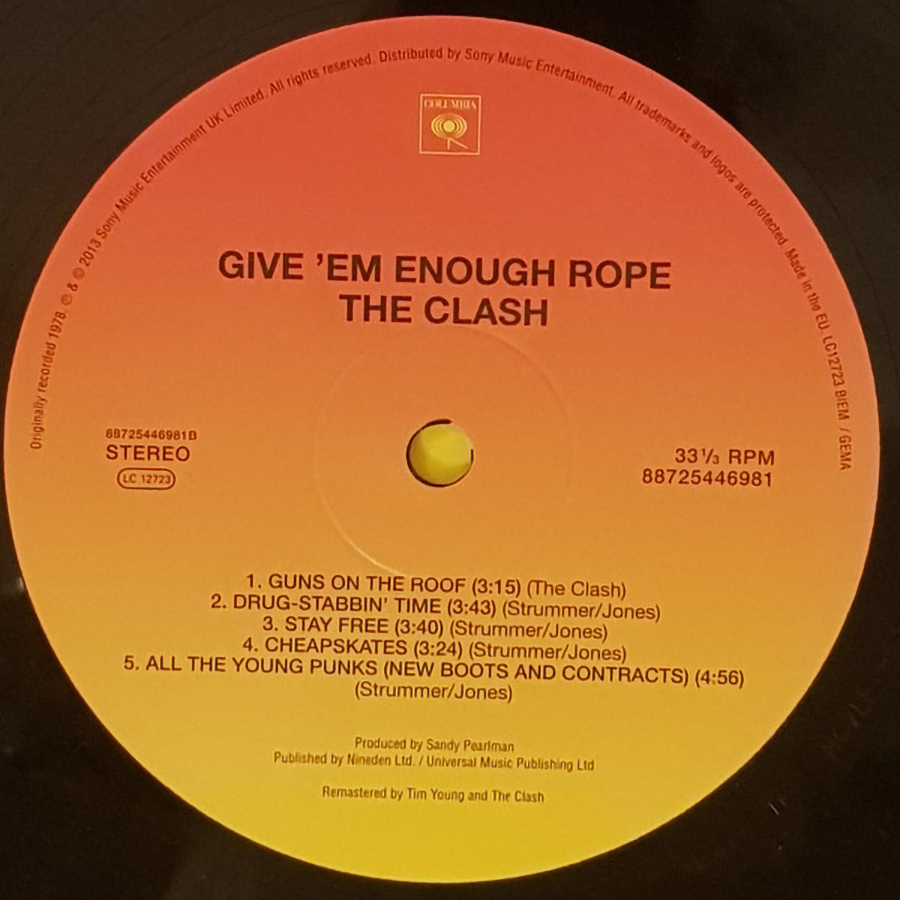 Originally recorded 1978. ℗ & © 2013 Sony Music Entertainment UK Limited. All rights reserved. Distributed by Sony Music Entertainment. All trademarks and logos are protected. Made in the EU. LC12723 BIEM / GEMA
COLUMBIA
GIVE 'EM ENOUGH ROPE
THE CLASH
88725446981B
STEREO
LC 12723
33⅓ RPM
88725446981
1. GUNS ON THE ROOF (3:15) (The Clash)
2. DRUG-STABBIN' TIME (3:43) (Strummer/Jones)
3. STAY FREE (3:40) (Strummer/Jones)
4. CHEAPSKATES (3:24) (Strummer/Jones)
5. ALL THE YOUNG PUNKS (NEW BOOTS AND CONTRACTS) (4:56)
(Strummer/Jones)
Produced by Sandy Pearlman
Published by Nineden Ltd. / Universal Music Publishing Ltd
Remastered by Tim Young and The Clash